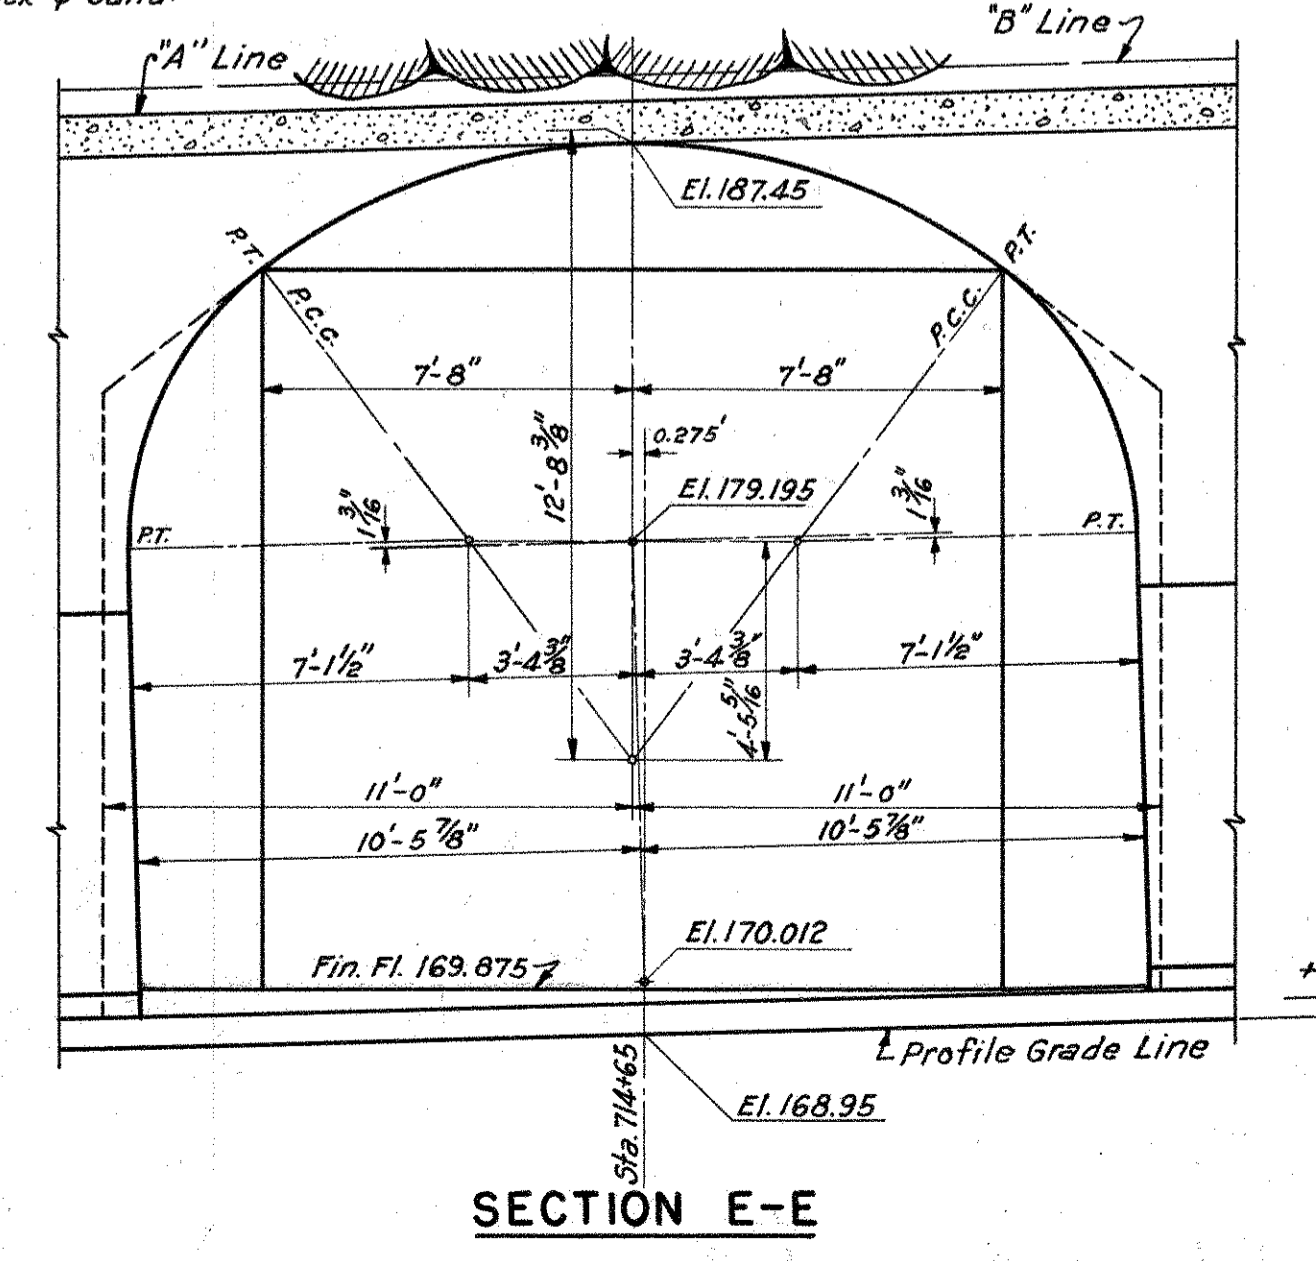 "B" Line
"A" Line
El. 187.45
P.T.
P.T.
P.C.C.
P.C.C.
7'-8"
7'-8"
12'-8 3/8"
0.275'
El. 179.195
1 3/16"
1 3/16"
P.T.
P.T.
7'-1 1/2"
3'-4 3/8"
3'-4 3/8"
7'-1 1/2"
4'-5 5/16"
11'-0"
11'-0"
10'-5 7/8"
10'-5 7/8"
El. 170.012
Fin. Fl. 169.875
+
Profile Grade Line
Sta. 714+65
El. 168.95
SECTION E-E